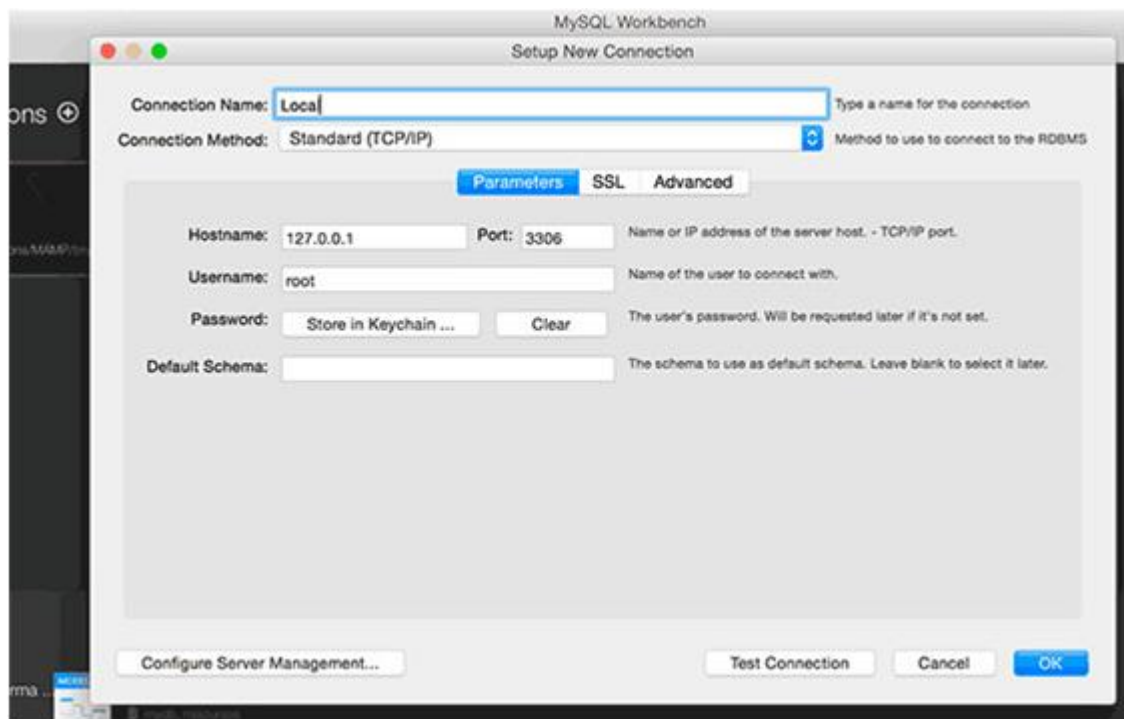 MySQL Workbench
Setup New Connection
ons
Connection Name: Local Type a name for the connection
Connection Method: Standard (TCP/IP) Method to use to connect to the RDBMS
Parameters SSL Advanced
Hostname: 127.0.0.1 Port: 3306 Name or IP address of the server host. - TCP/IP port.
Username: root Name of the user to connect with.
Password: Store in Keychain ... Clear The user's password. Will be requested later if it's not set.
Default Schema: The schema to use as default schema. Leave blank to select it later.
Configure Server Management... Test Connection Cancel OK
rma ...